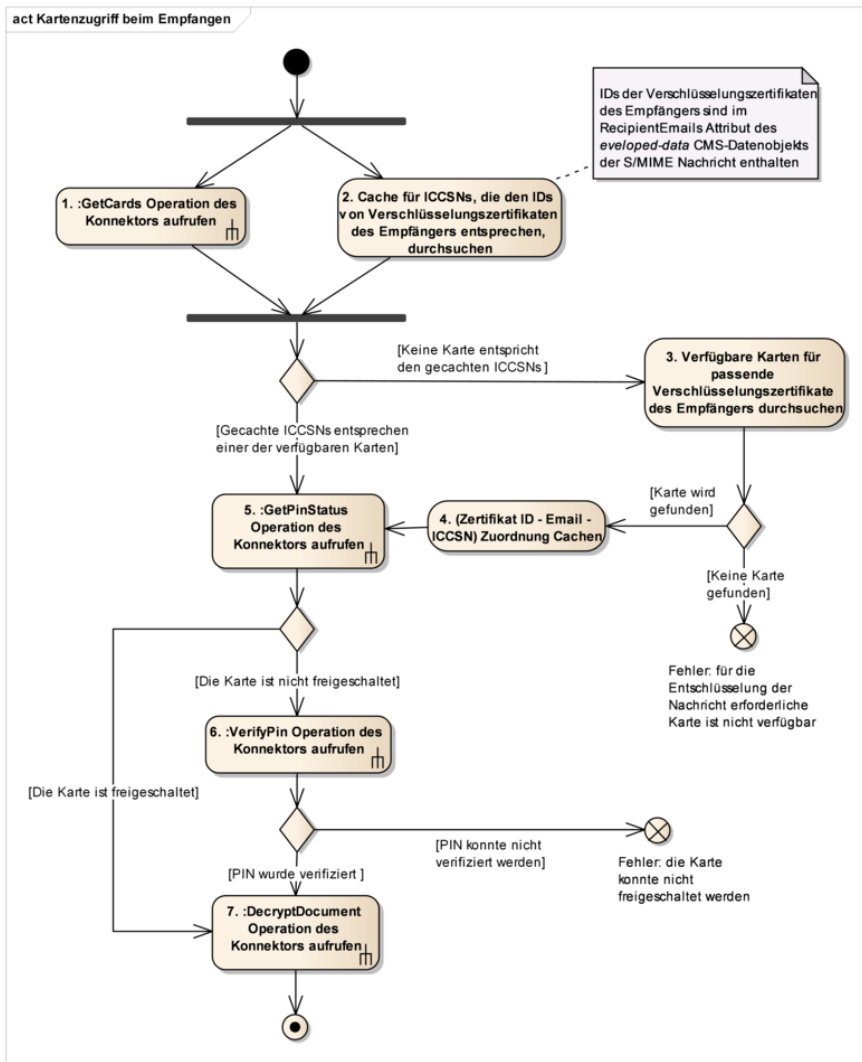 act Kartenzugriff beim Empfangen
IDs der Verschlüsselungszertifikaten
des Empfängers sind im
RecipientEmails Attribut des
eveloped-data CMS-Datenobjekts
der S/MIME Nachricht enthalten
1. :GetCards Operation des
Konnektors aufrufen
2. Cache für ICCSNs, die den IDs
von Verschlüsselungszertifikaten
des Empfängers entsprechen,
durchsuchen
[Keine Karte entspricht
den gecachten ICCSNs]
3. Verfügbare Karten für
passende
Verschlüsselungszertifikate
des Empfängers durchsuchen
[Gecachte ICCSNs entsprechen
einer der verfügbaren Karten]
[Karte wird
gefunden]
5. :GetPinStatus
Operation des
Konnektors aufrufen
4. (Zertifikat ID - Email -
ICCSN) Zuordnung Cachen
[Keine Karte
gefunden]
Fehler: für die
Entschlüsselung der
Nachricht erforderliche
Karte ist nicht verfügbar
[Die Karte ist nicht freigeschaltet]
6. :VerifyPin Operation des
Konnektors aufrufen
[Die Karte ist freigeschaltet]
[PIN konnte nicht
verifiziert werden]
Fehler: die Karte
konnte nicht
freigeschaltet werden
[PIN wurde verifiziert ]
7. :DecryptDocument
Operation des
Konnektors aufrufen